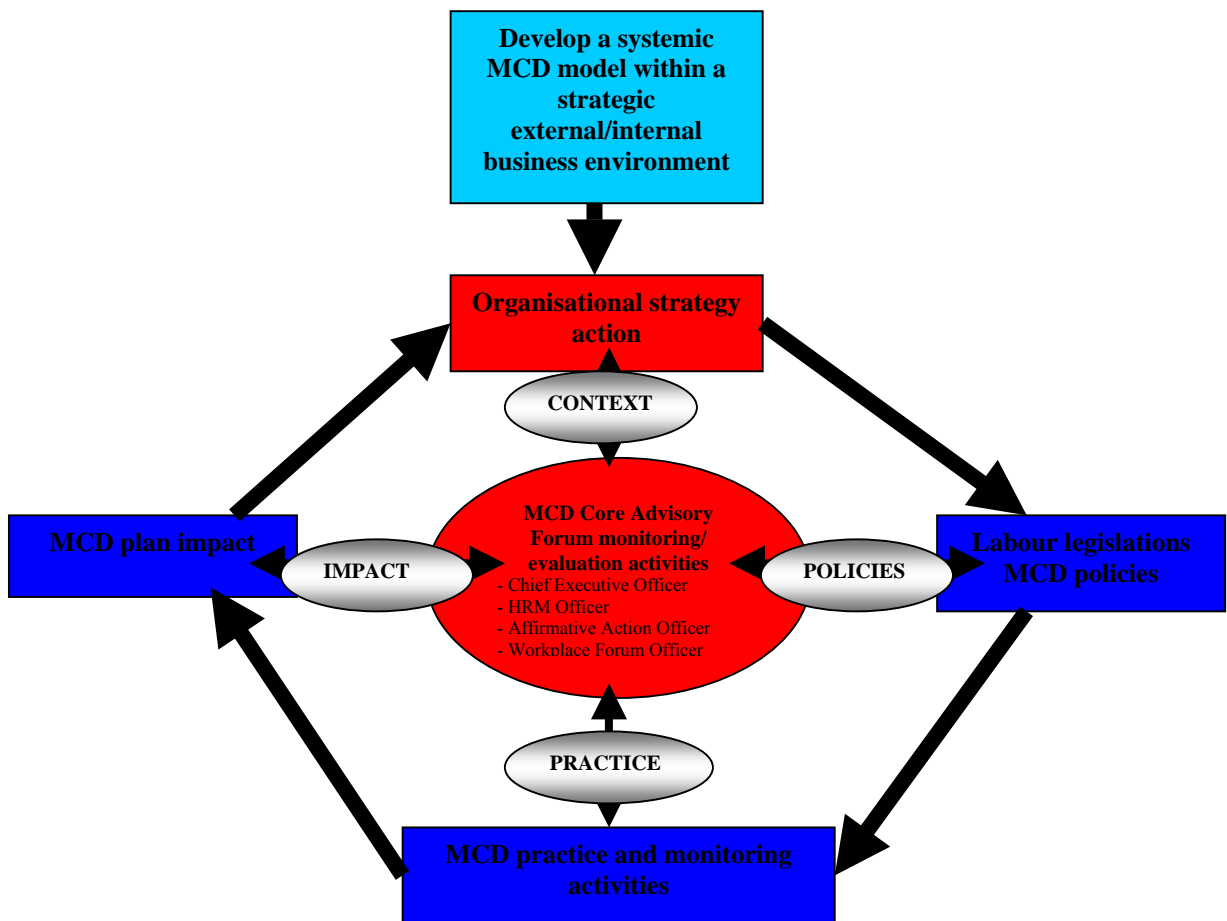 Develop a systemic
MCD model within a
strategic
external/internal
business environment
Organisational strategy
action
CONTEXT
MCD Core Advisory
Forum monitoring/
evaluation activities
- Chief Executive Officer
- HRM Officer
- Affirmative Action Officer
- Workplace Forum Officer
MCD plan impact
IMPACT
POLICIES
Labour legislations
MCD policies
PRACTICE
MCD practice and monitoring
activities